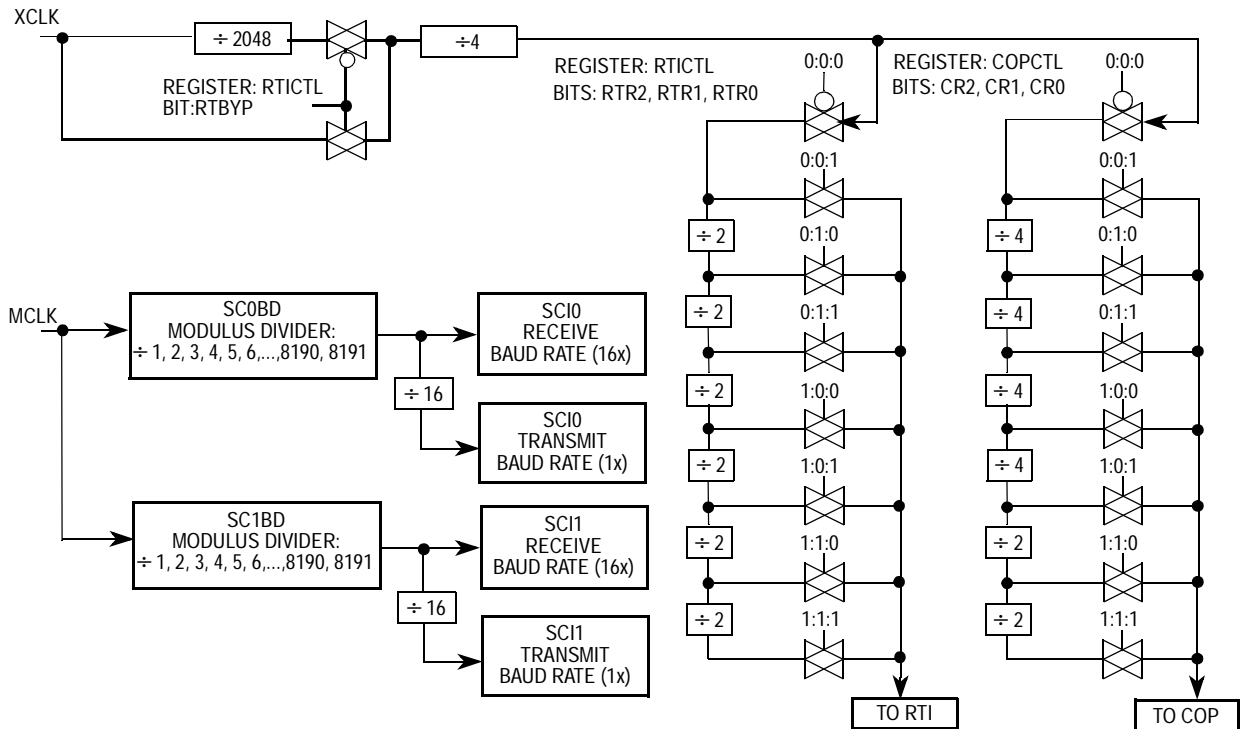 XCLK
÷ 2048
÷4
REGISTER: RTICTL
BIT:RTBYP
REGISTER: RTICTL
BITS: RTR2, RTR1, RTR0
0:0:0
REGISTER: COPCTL
BITS: CR2, CR1, CR0
0:0:0
0:0:1
÷ 2
0:1:0
÷ 2
0:1:1
÷ 2
1:0:0
÷ 2
1:0:1
÷ 2
1:1:0
÷ 2
1:1:1
TO RTI
0:0:1
÷ 4
0:1:0
÷ 4
0:1:1
÷ 4
1:0:0
÷ 4
1:0:1
÷ 2
1:1:0
÷ 2
1:1:1
TO COP
MCLK
SC0BD
MODULUS DIVIDER:
÷ 1, 2, 3, 4, 5, 6,...,8190, 8191
SCI0
RECEIVE
BAUD RATE (16x)
÷ 16
SCI0
TRANSMIT
BAUD RATE (1x)
SC1BD
MODULUS DIVIDER:
÷ 1, 2, 3, 4, 5, 6,...,8190, 8191
SCI1
RECEIVE
BAUD RATE (16x)
÷ 16
SCI1
TRANSMIT
BAUD RATE (1x)